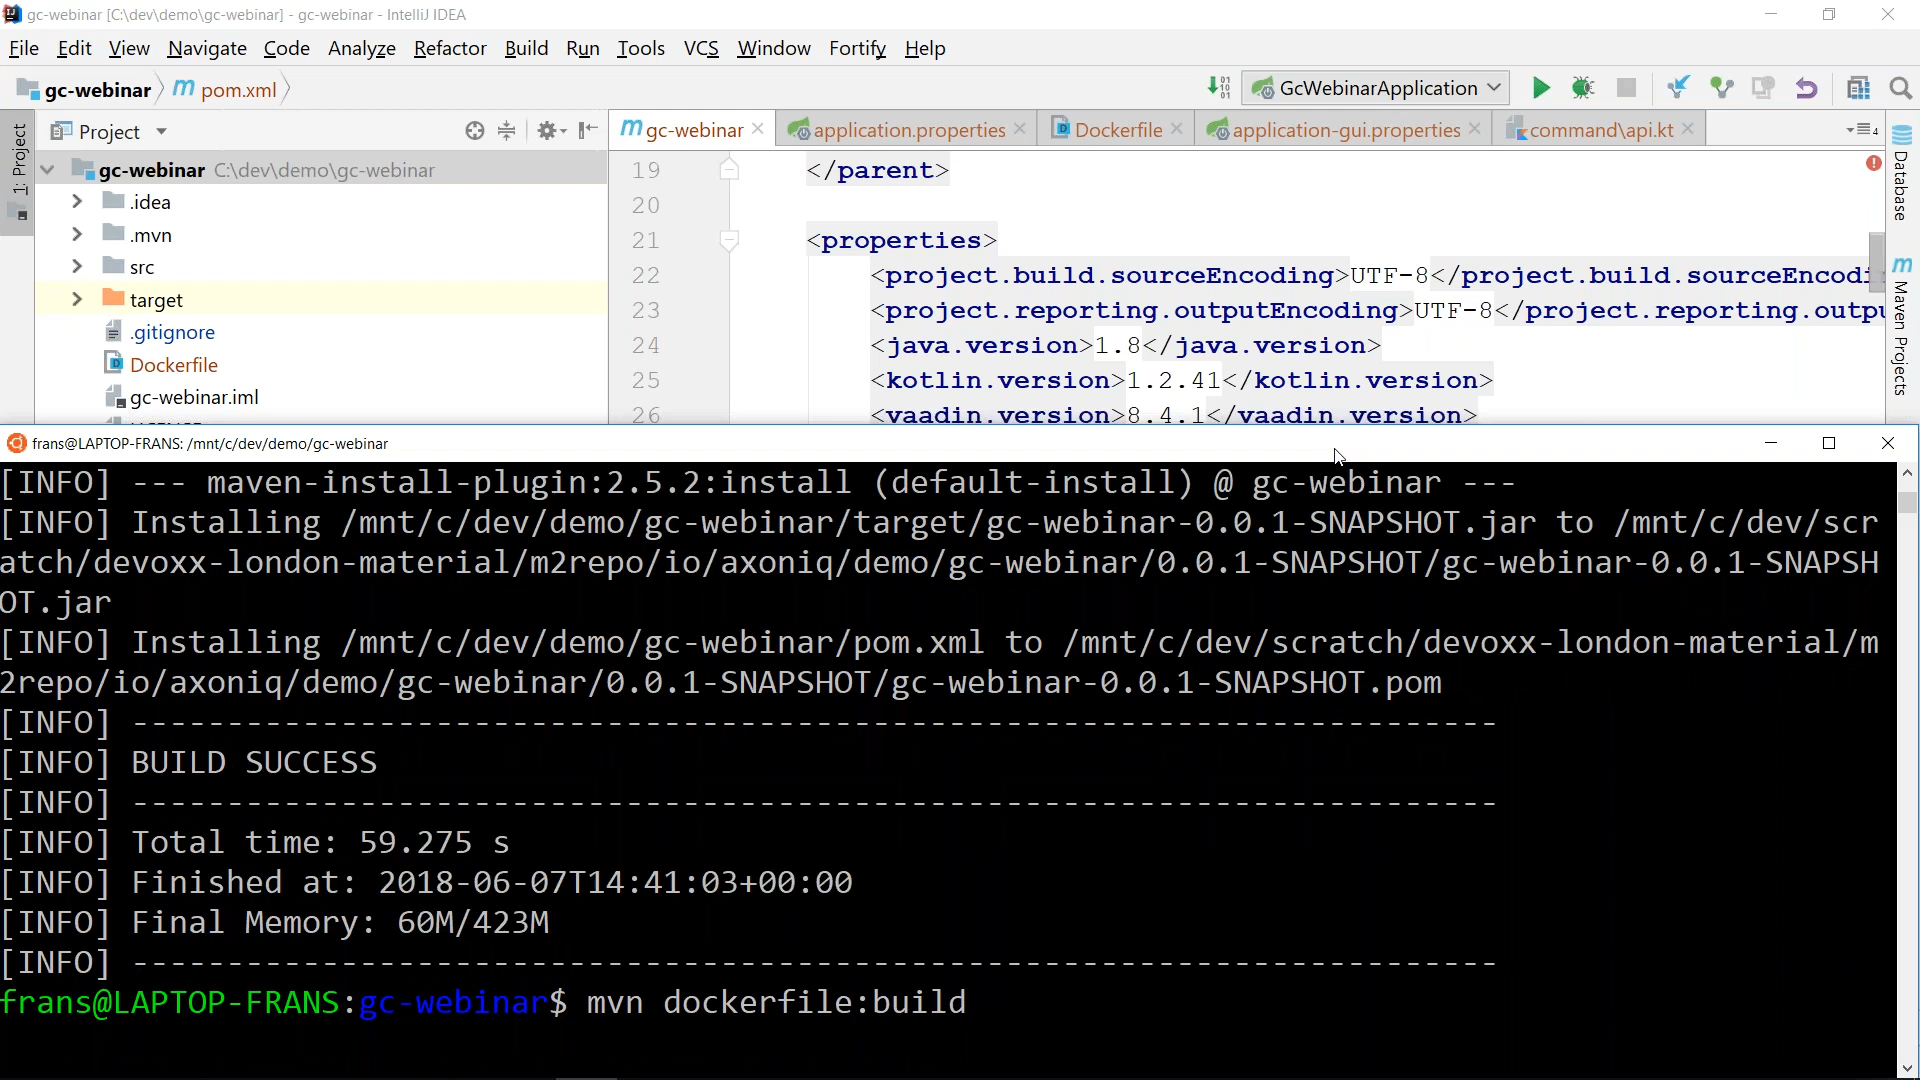 gc-webinar [C:\dev\demo\gc-webinar] - gc-webinar - IntelliJ IDEA
File Edit View Navigate Code Analyze Refactor Build Run Tools VCS Window Fortify Help
gc-webinar m pom.xml GcWebinarApplication
1: Project
Project
m gc-webinar application.properties Dockerfile application-gui.properties command\api.kt 4
gc-webinar C:\dev\demo\gc-webinar
.idea
.mvn
src
target
.gitignore
Dockerfile
gc-webinar.iml
19 </parent>
20
21 <properties>
22 <project.build.sourceEncoding>UTF-8</project.build.sourceEncodi
23 <project.reporting.outputEncoding>UTF-8</project.reporting.outpu
24 <java.version>1.8</java.version>
25 <kotlin.version>1.2.41</kotlin.version>
26 <vaadin.version>8.4.1</vaadin.version>
Database
m Maven Projects
frans@LAPTOP-FRANS: /mnt/c/dev/demo/gc-webinar
[INFO] --- maven-install-plugin:2.5.2:install (default-install) @ gc-webinar ---
[INFO] Installing /mnt/c/dev/demo/gc-webinar/target/gc-webinar-0.0.1-SNAPSHOT.jar to /mnt/c/dev/scr
atch/devoxx-london-material/m2repo/io/axoniq/demo/gc-webinar/0.0.1-SNAPSHOT/gc-webinar-0.0.1-SNAPSH
OT.jar
[INFO] Installing /mnt/c/dev/demo/gc-webinar/pom.xml to /mnt/c/dev/scratch/devoxx-london-material/m
2repo/io/axoniq/demo/gc-webinar/0.0.1-SNAPSHOT/gc-webinar-0.0.1-SNAPSHOT.pom
[INFO] ------------------------------------------------------------------------
[INFO] BUILD SUCCESS
[INFO] ------------------------------------------------------------------------
[INFO] Total time: 59.275 s
[INFO] Finished at: 2018-06-07T14:41:03+00:00
[INFO] Final Memory: 60M/423M
[INFO] ------------------------------------------------------------------------
frans@LAPTOP-FRANS:gc-webinar$ mvn dockerfile:build